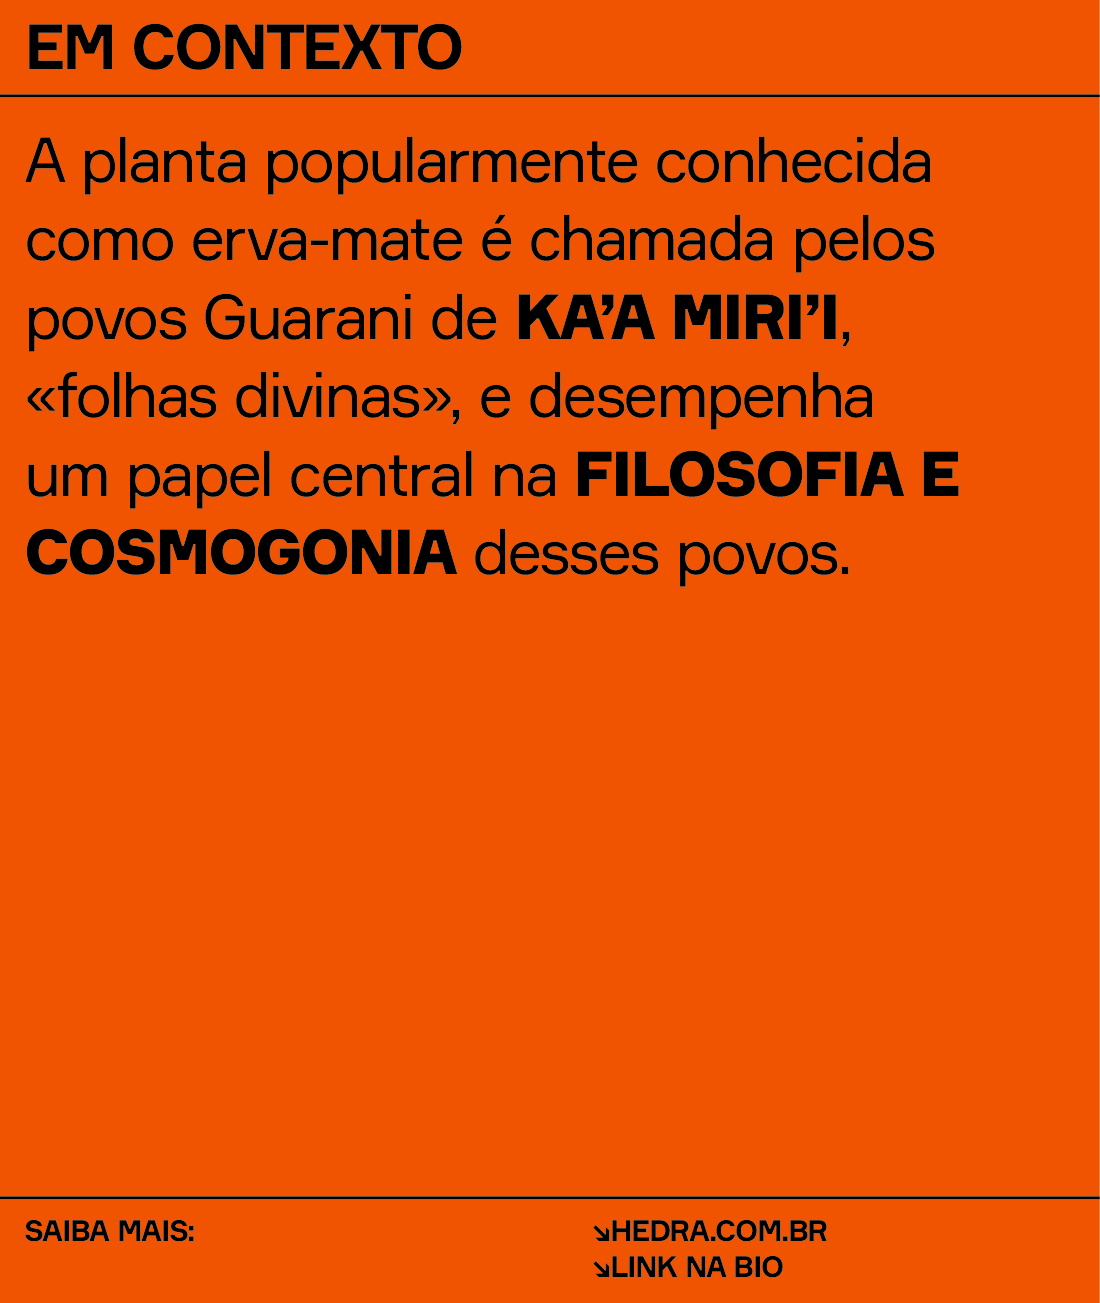 EM CONTEXTO
A planta popularmente conhecida
como erva-mate é chamada pelos
povos Guarani de KA’A MIRI’I,
«folhas divinas», e desempenha
um papel central na FILOSOFIA E
COSMOGONIA desses povos.
SAIBA MAIS:
↘HEDRA.COM.BR
↘LINK NA BIO